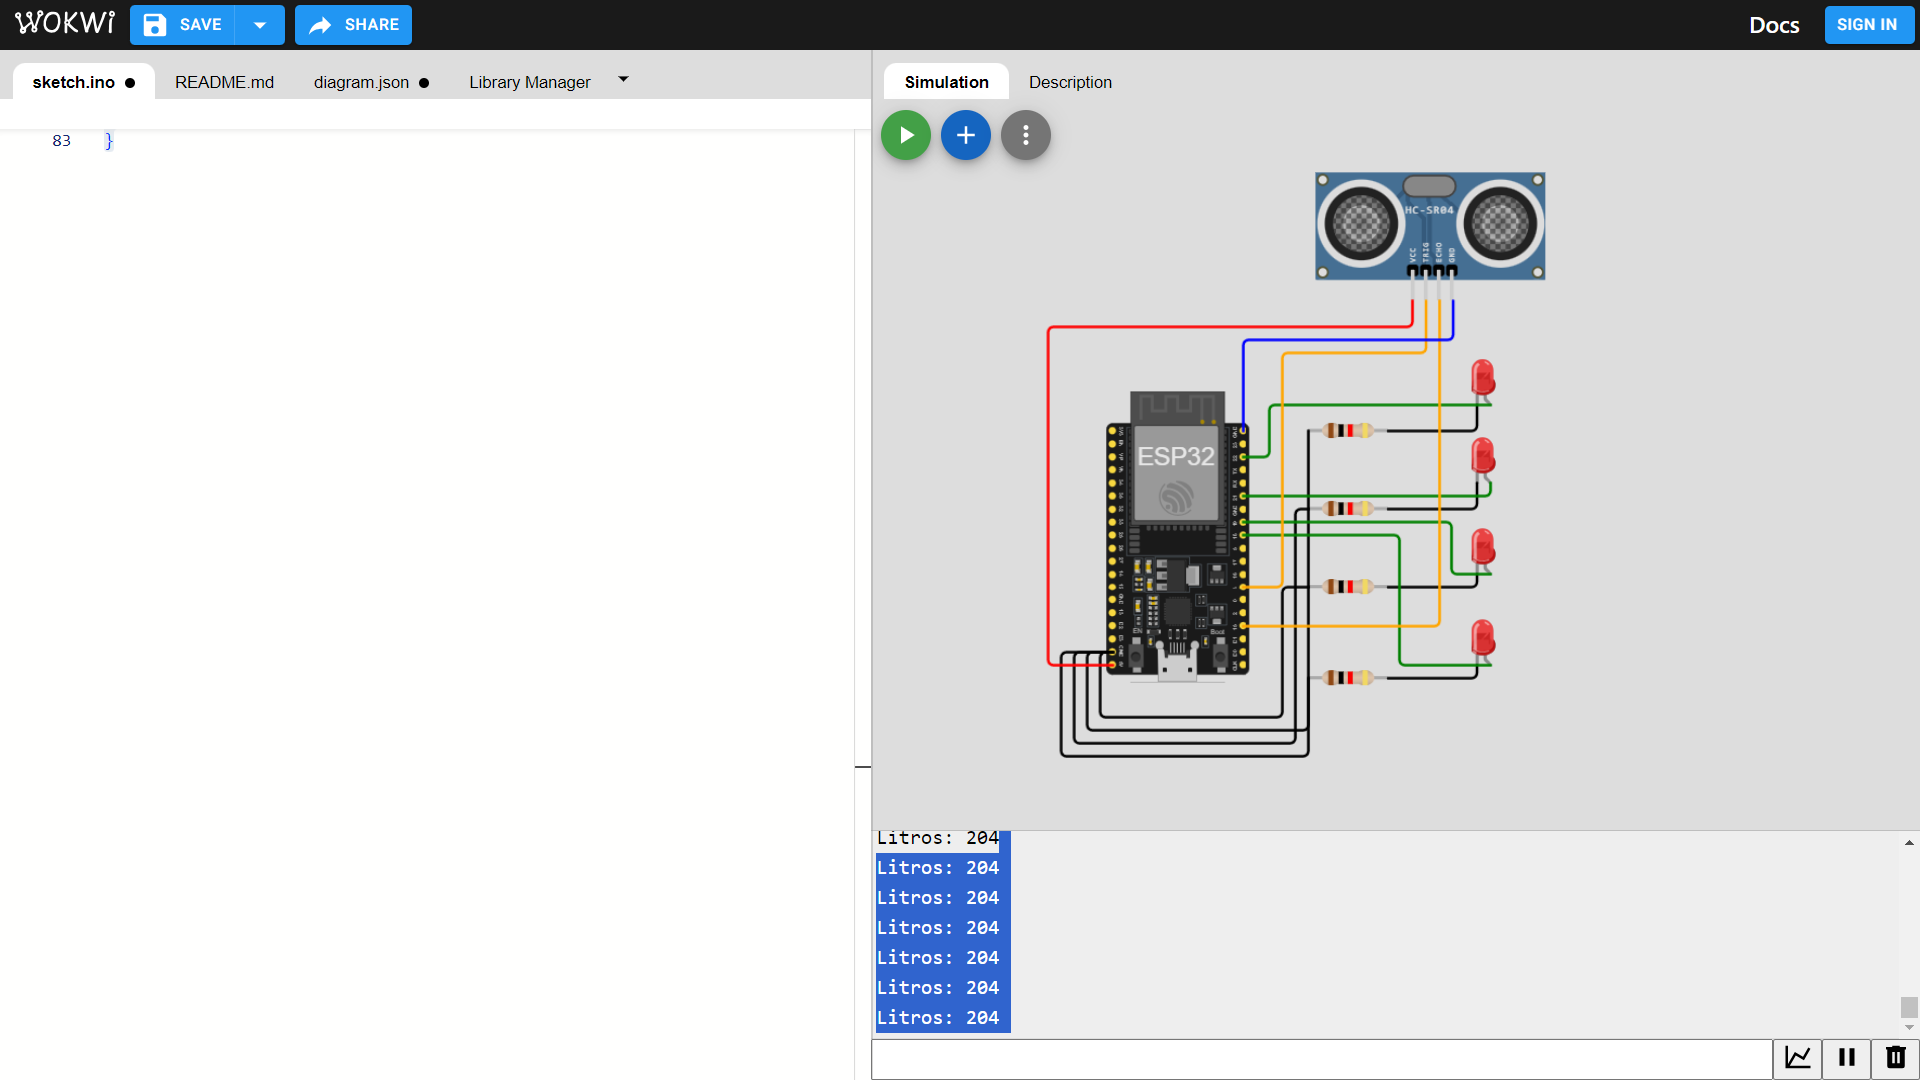 WOKWi
SAVE
SHARE
Docs
SIGN IN
sketch.ino
README.md
diagram.json
Library Manager
Simulation
Description
83 }
HC-SR04
VCC
TRIG
ECHO
GND
ESP32
EN
Boot
Litros: 204
Litros: 204
Litros: 204
Litros: 204
Litros: 204
Litros: 204
Litros: 204